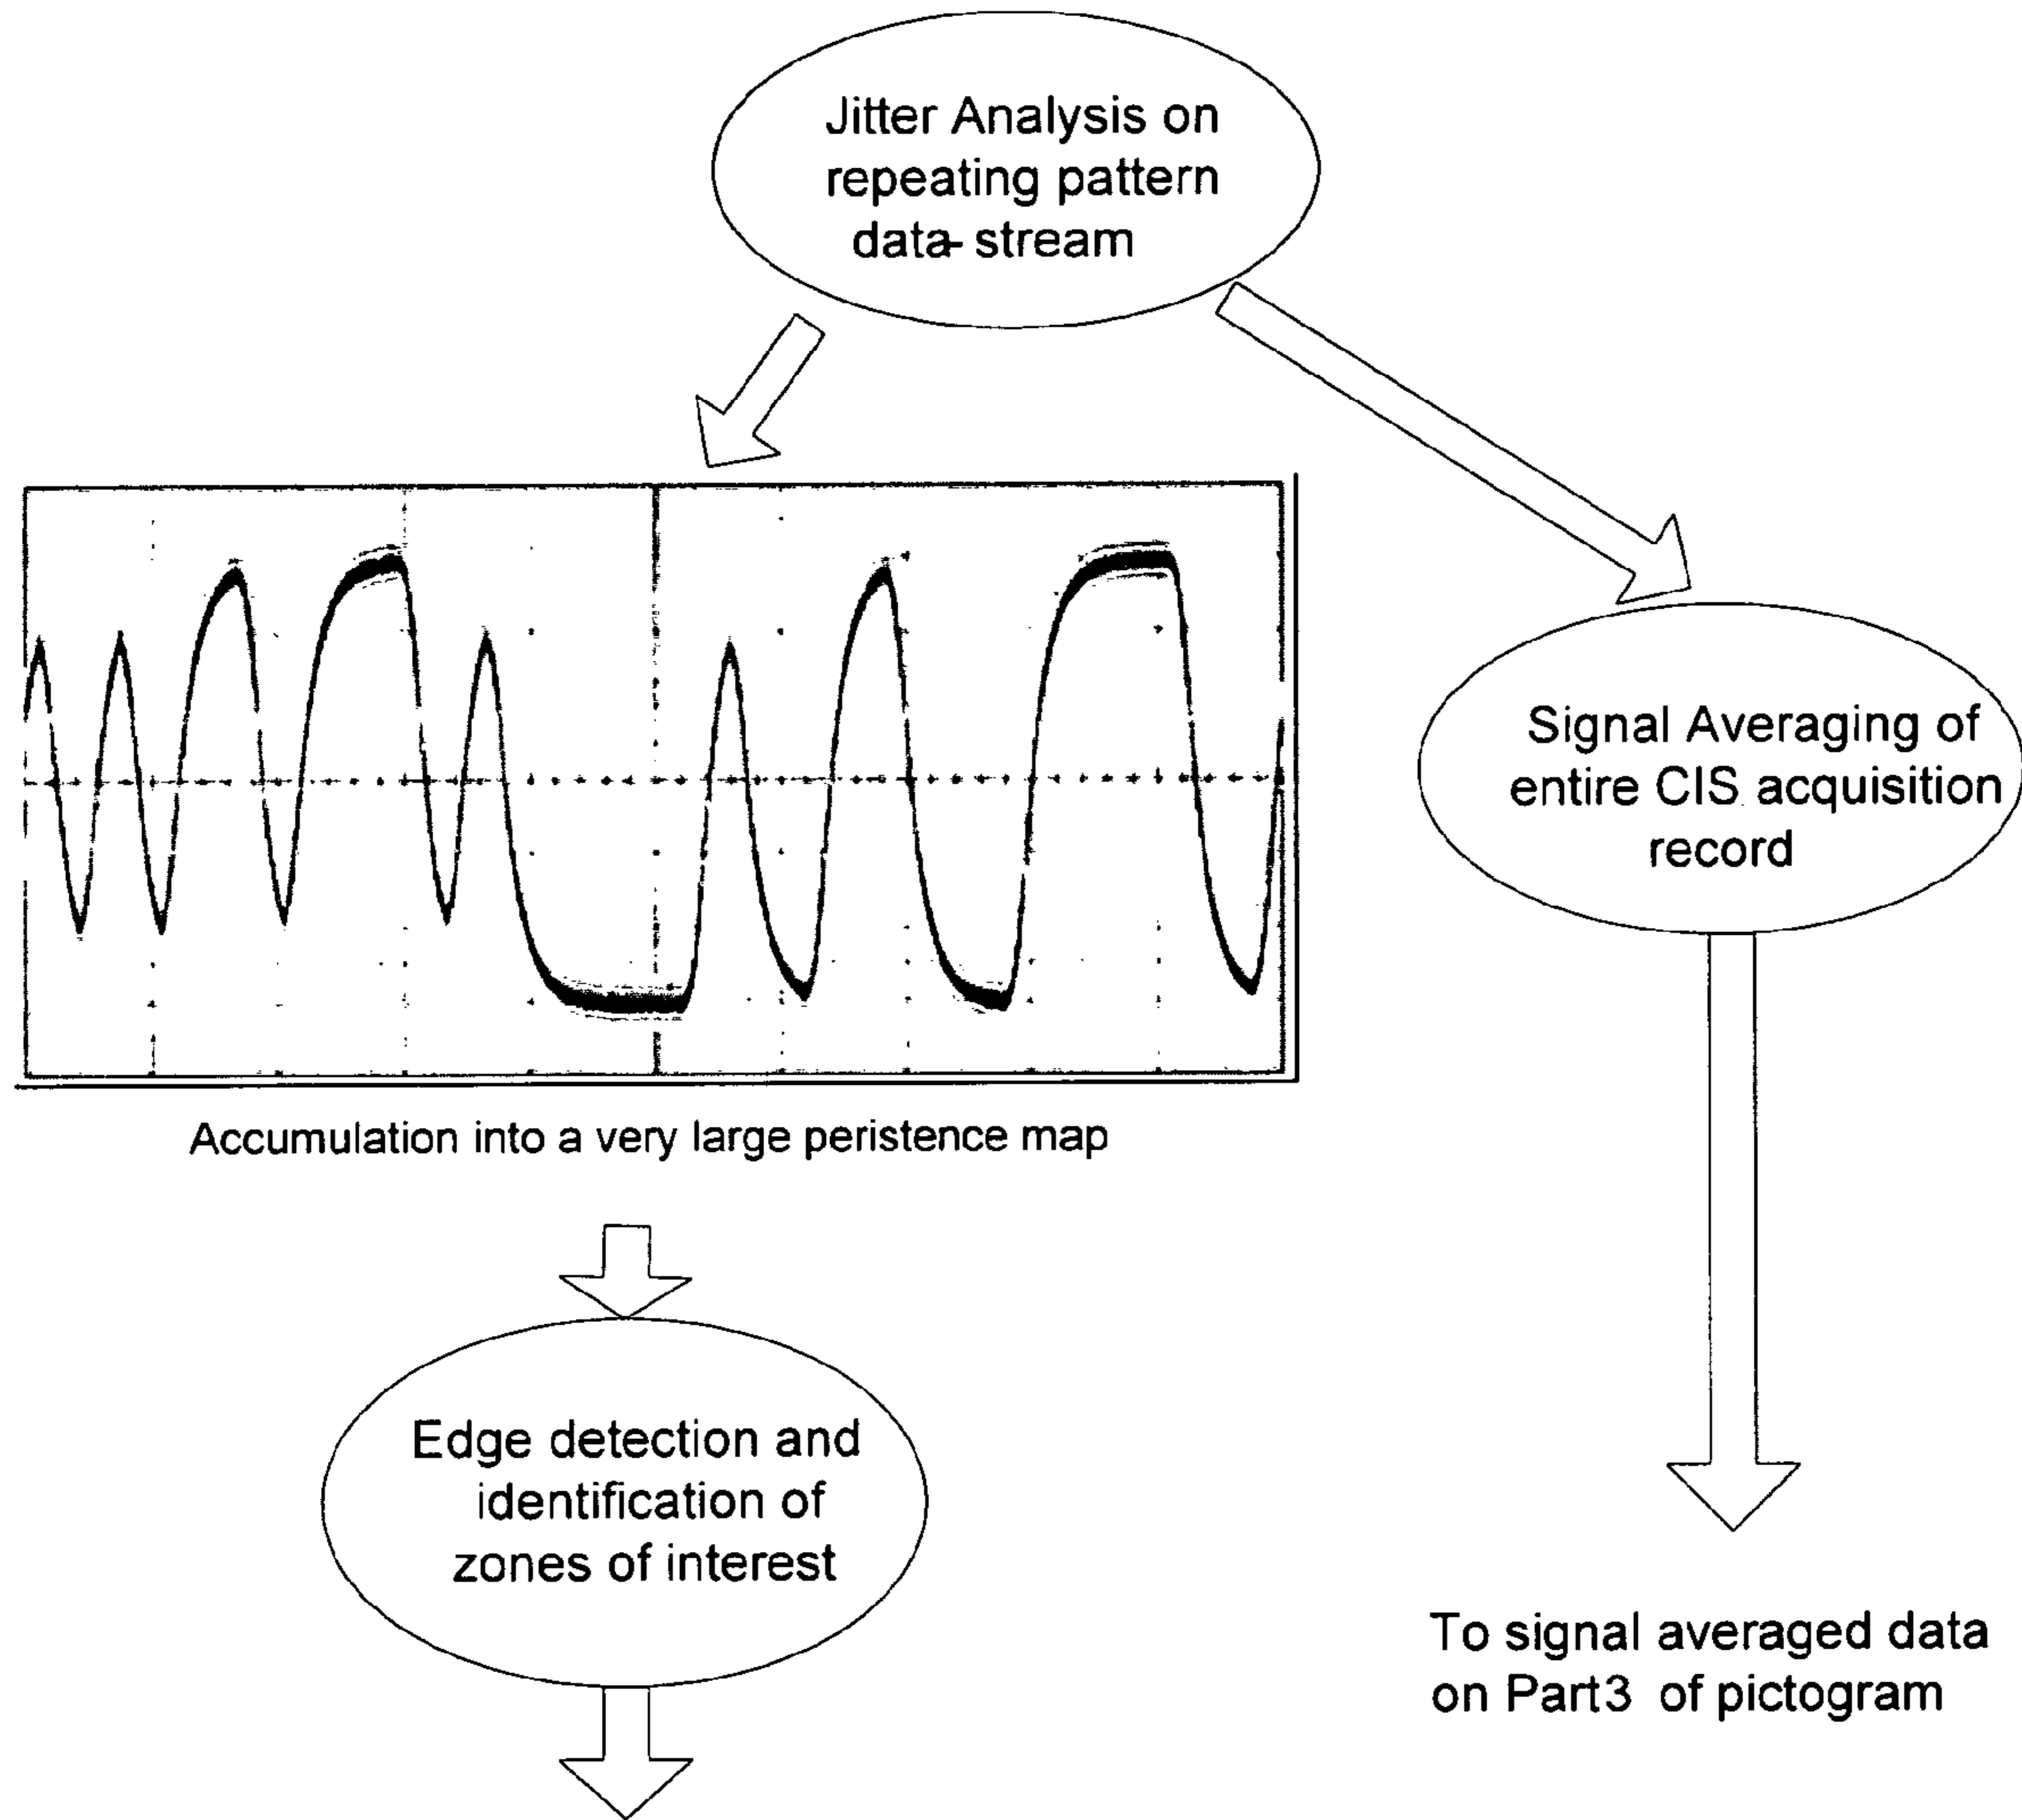 Jitter Analysis on
repeating pattern
data-stream
Signal Averaging of
entire CIS acquisition
record
Accumulation into a very large peristence map
Edge detection and
identification of
zones of interest
To signal averaged data
on Part3 of pictogram